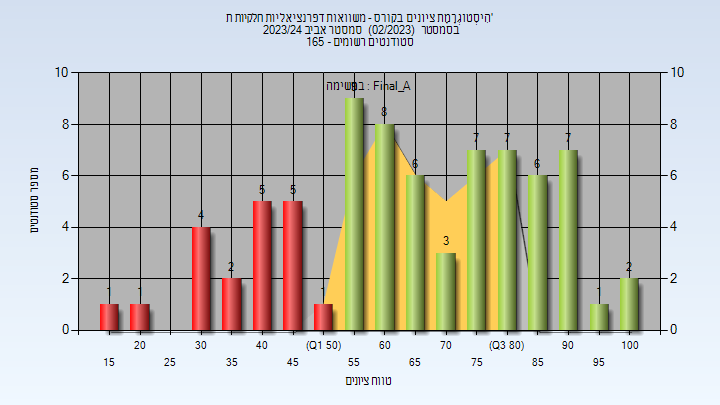 הִיסְטוֹגְרָמַת ציונים בקורס - משוואות דפרנציאליות חלקיות ת'
בסמסטר (02/2023) סמסטר אביב 2023/24
סטודנטים רשומים - 165
במשימה : Final_A
10 10
8 8
6 6
4 4
2 2
0 0
1 1 4 2 5 5 1 9 8 6 3 7 7 6 7 1 2
מספר סטודנטים
20 30 40 (Q1 50) 60 70 (Q3 80) 90 100
15 25 35 45 55 65 75 85 95
טווח ציונים